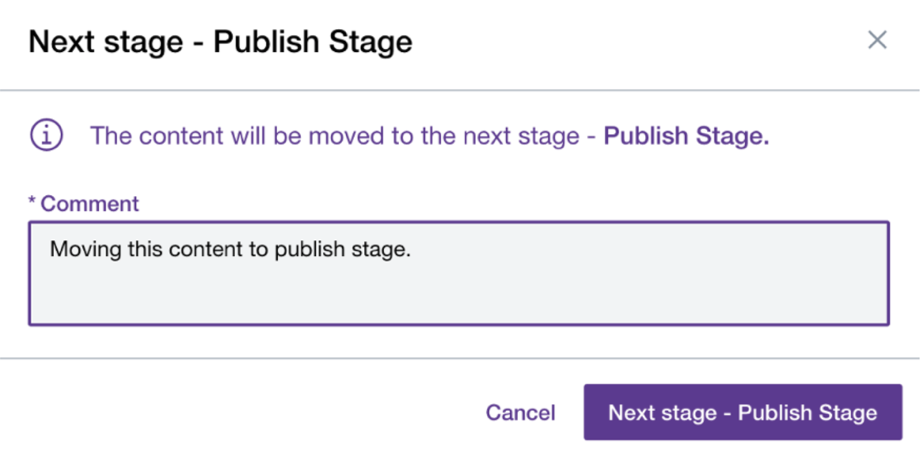 Next stage - Publish Stage
The content will be moved to the next stage - Publish Stage.
* Comment
Moving this content to publish stage.
Cancel
Next stage - Publish Stage